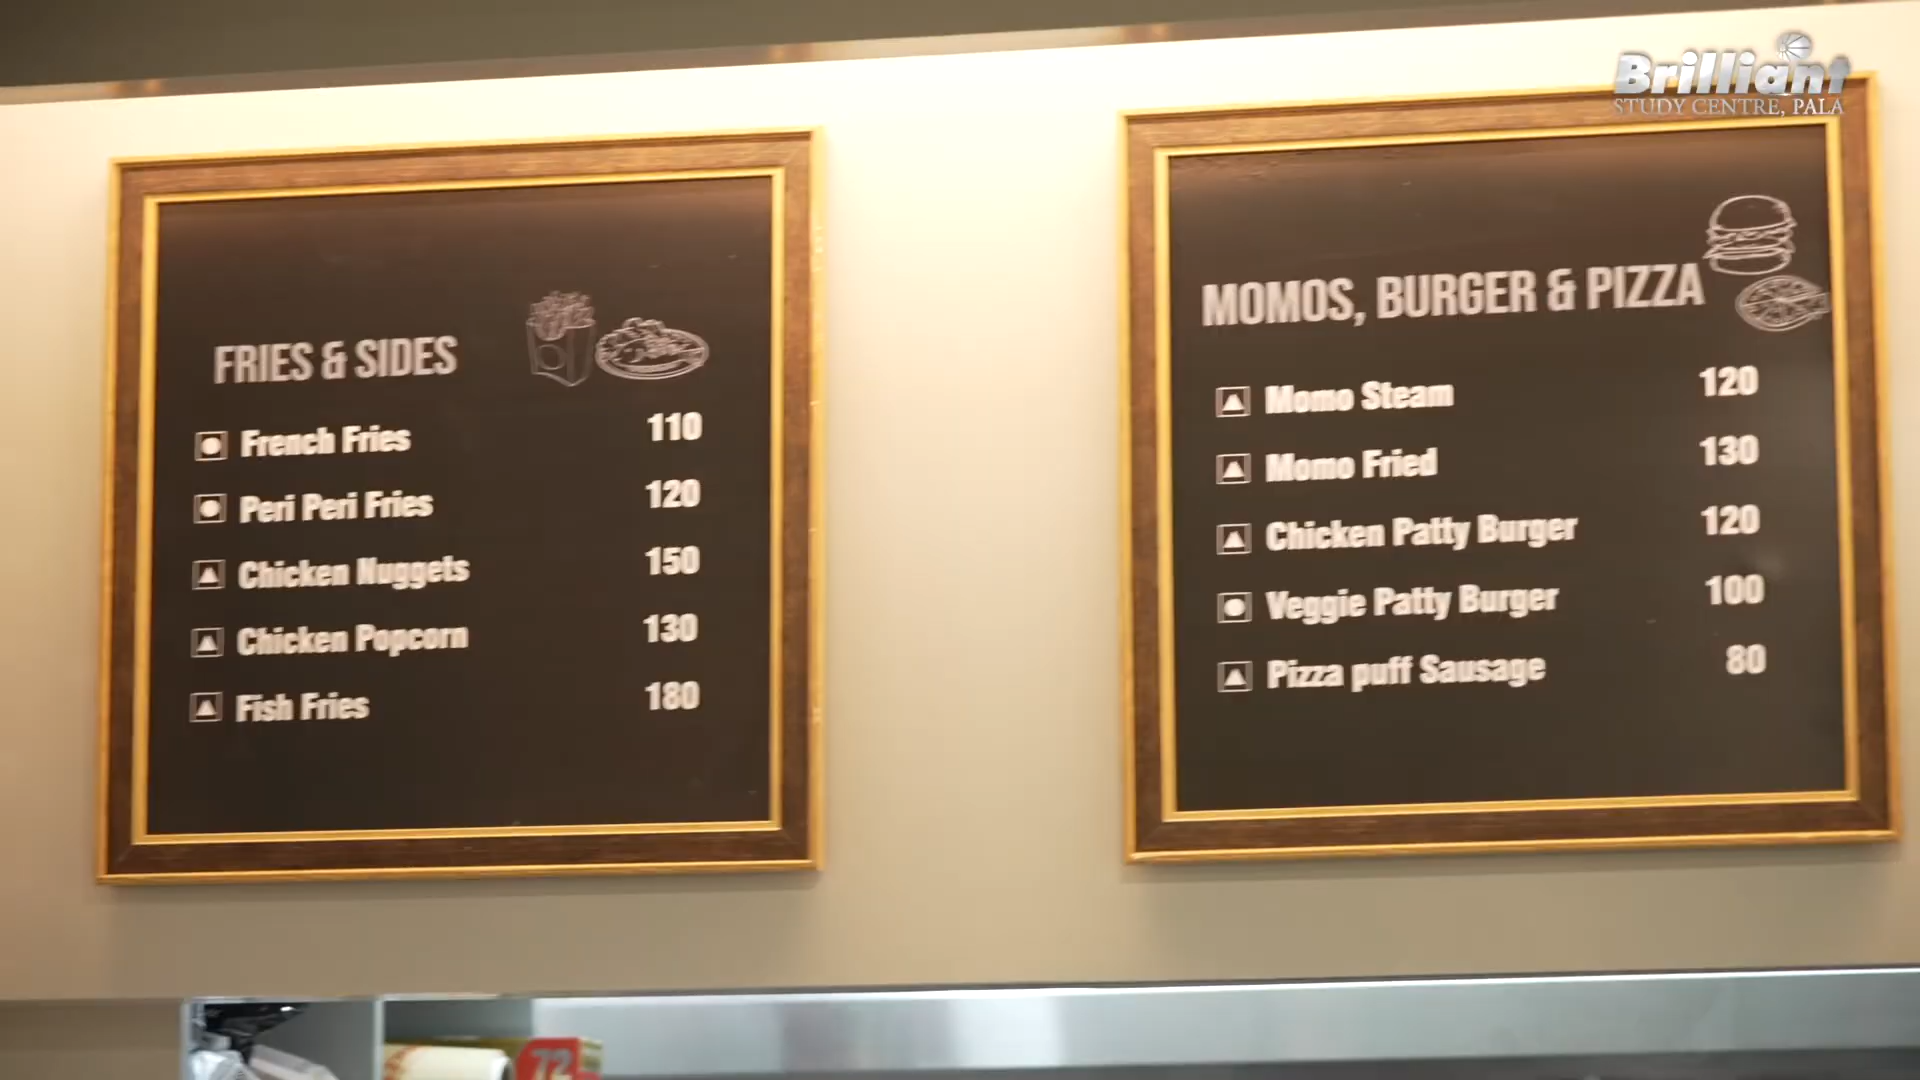 Brilliant
STUDY CENTRE, PALA
FRIES & SIDES
French Fries 110
Peri Peri Fries 120
Chicken Nuggets 150
Chicken Popcorn 130
Fish Fries 180
MOMOS, BURGER & PIZZA
Momo Steam 120
Momo Fried 130
Chicken Patty Burger 120
Veggie Patty Burger 100
Pizza puff Sausage 80
72